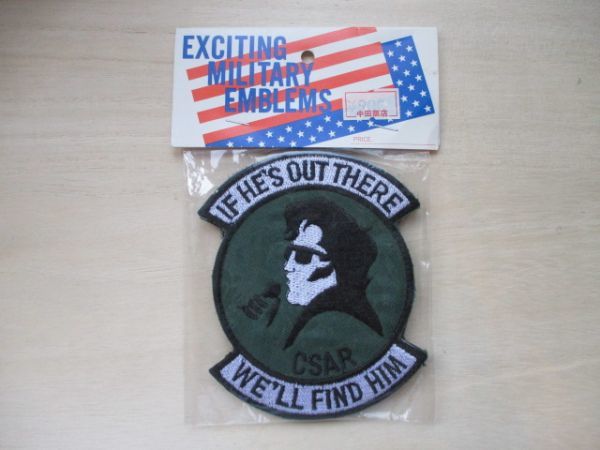 EXCITING
MILITARY
EMBLEMS
中田商店
PRICE
IF HE'S OUT THERE
CSAR
WE'LL FIND HIM